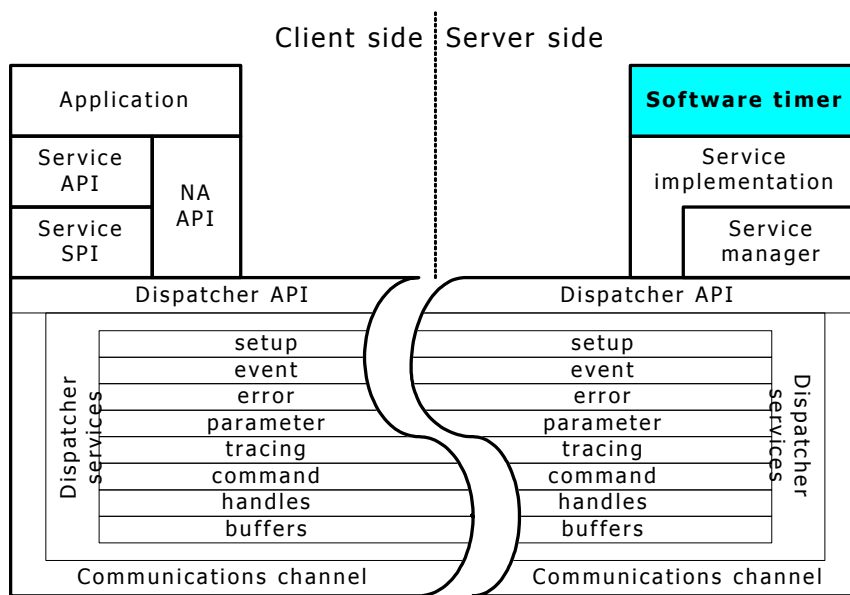 Client side
Server side
Application
Service
API
NA
API
Service
SPI
Software timer
Service
implementation
Service
manager
Dispatcher API
Dispatcher API
Dispatcher
services
setup
event
error
parameter
tracing
command
handles
buffers
setup
event
error
parameter
tracing
command
handles
buffers
Dispatcher
services
Communications channel
Communications channel